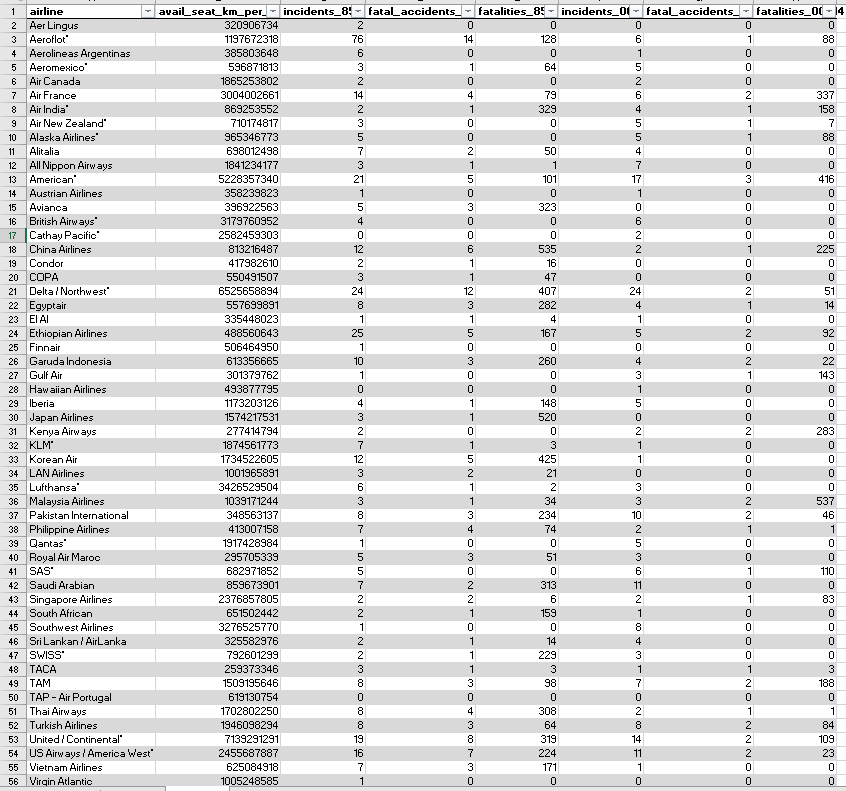 1 airline avail_seat_km_per_ incidents_85 fatal_accidents_ fatalities_85 incidents_00 fatal_accidents_ fatalities_00 4
2 Aer Lingus 320906734 2 0 0 0 0 0
3 Aeroflot* 1197672318 76 14 128 6 1 88
4 Aerolineas Argentinas 385803648 6 0 0 1 0 0
5 Aeromexico* 596871813 3 1 64 5 0 0
6 Air Canada 1865253802 2 0 0 2 0 0
7 Air France 3004002661 14 4 79 6 2 337
8 Air India* 869253552 2 1 329 4 1 158
9 Air New Zealand* 710174817 3 0 0 5 1 7
10 Alaska Airlines* 965346773 5 0 0 5 1 88
11 Alitalia 698012498 7 2 50 4 0 0
12 All Nippon Airways 1841234177 3 1 1 7 0 0
13 American* 5228357340 21 5 101 17 3 416
14 Austrian Airlines 358239823 1 0 0 1 0 0
15 Avianca 396922563 5 3 323 0 0 0
16 British Airways* 3179760952 4 0 0 6 0 0
17 Cathay Pacific* 2582459303 0 0 0 2 0 0
18 China Airlines 813216487 12 6 535 2 1 225
19 Condor 417982610 2 1 16 0 0 0
20 COPA 550491507 3 1 47 0 0 0
21 Delta / Northwest* 6525658894 24 12 407 24 2 51
22 Egyptair 557699891 8 3 282 4 1 14
23 El Al 335448023 1 1 4 1 0 0
24 Ethiopian Airlines 488560643 25 5 167 5 2 92
25 Finnair 506464950 1 0 0 0 0 0
26 Garuda Indonesia 613356665 10 3 260 4 2 22
27 Gulf Air 301379762 1 0 0 3 1 143
28 Hawaiian Airlines 493877795 0 0 0 1 0 0
29 Iberia 1173203126 4 1 148 5 0 0
30 Japan Airlines 1574217531 3 1 520 0 0 0
31 Kenya Airways 277414794 2 0 0 2 2 283
32 KLM* 1874561773 7 1 3 1 0 0
33 Korean Air 1734522605 12 5 425 1 0 0
34 LAN Airlines 1001965891 3 2 21 0 0 0
35 Lufthansa* 3426529504 6 1 2 3 0 0
36 Malaysia Airlines 1039171244 3 1 34 3 2 537
37 Pakistan International 348563137 8 3 234 10 2 46
38 Philippine Airlines 413007158 7 4 74 2 1 1
39 Qantas* 1917428984 1 0 0 5 0 0
40 Royal Air Maroc 295705339 5 3 51 3 0 0
41 SAS* 682971852 5 0 0 6 1 110
42 Saudi Arabian 859673901 7 2 313 11 0 0
43 Singapore Airlines 2376857805 2 2 6 2 1 83
44 South African 651502442 2 1 159 1 0 0
45 Southwest Airlines 3276525770 1 0 0 8 0 0
46 Sri Lankan / AirLanka 325582976 2 1 14 4 0 0
47 SWISS* 792601299 2 1 229 3 0 0
48 TACA 259373346 3 1 3 1 1 3
49 TAM 1509195646 8 3 98 7 2 188
50 TAP - Air Portugal 619130754 0 0 0 0 0 0
51 Thai Airways 1702802250 8 4 308 2 1 1
52 Turkish Airlines 1946098294 8 3 64 8 2 84
53 United / Continental* 7139291291 19 8 319 14 2 109
54 US Airways / America West* 2455687887 16 7 224 11 2 23
55 Vietnam Airlines 625084918 7 3 171 1 0 0
56 Virgin Atlantic 1005248585 1 0 0 0 0 0